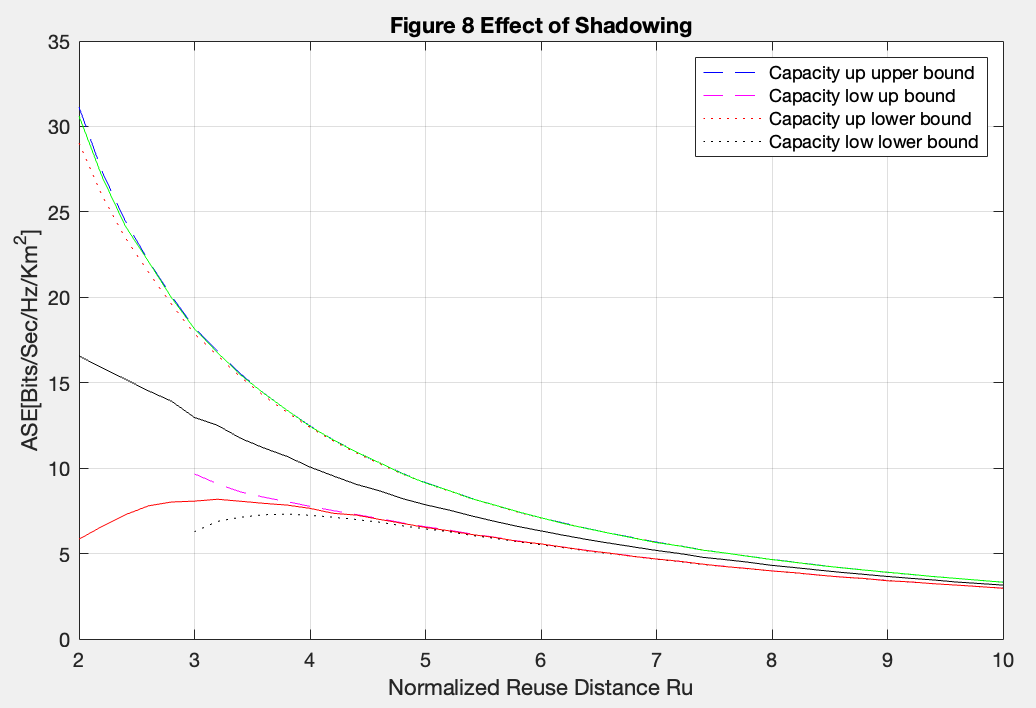 Figure 8 Effect of Shadowing
35
30
25
20
15
10
5
0
ASE[Bits/Sec/Hz/Km²]
Capacity up upper bound
Capacity low up bound
Capacity up lower bound
Capacity low lower bound
2 3 4 5 6 7 8 9 10
Normalized Reuse Distance Ru